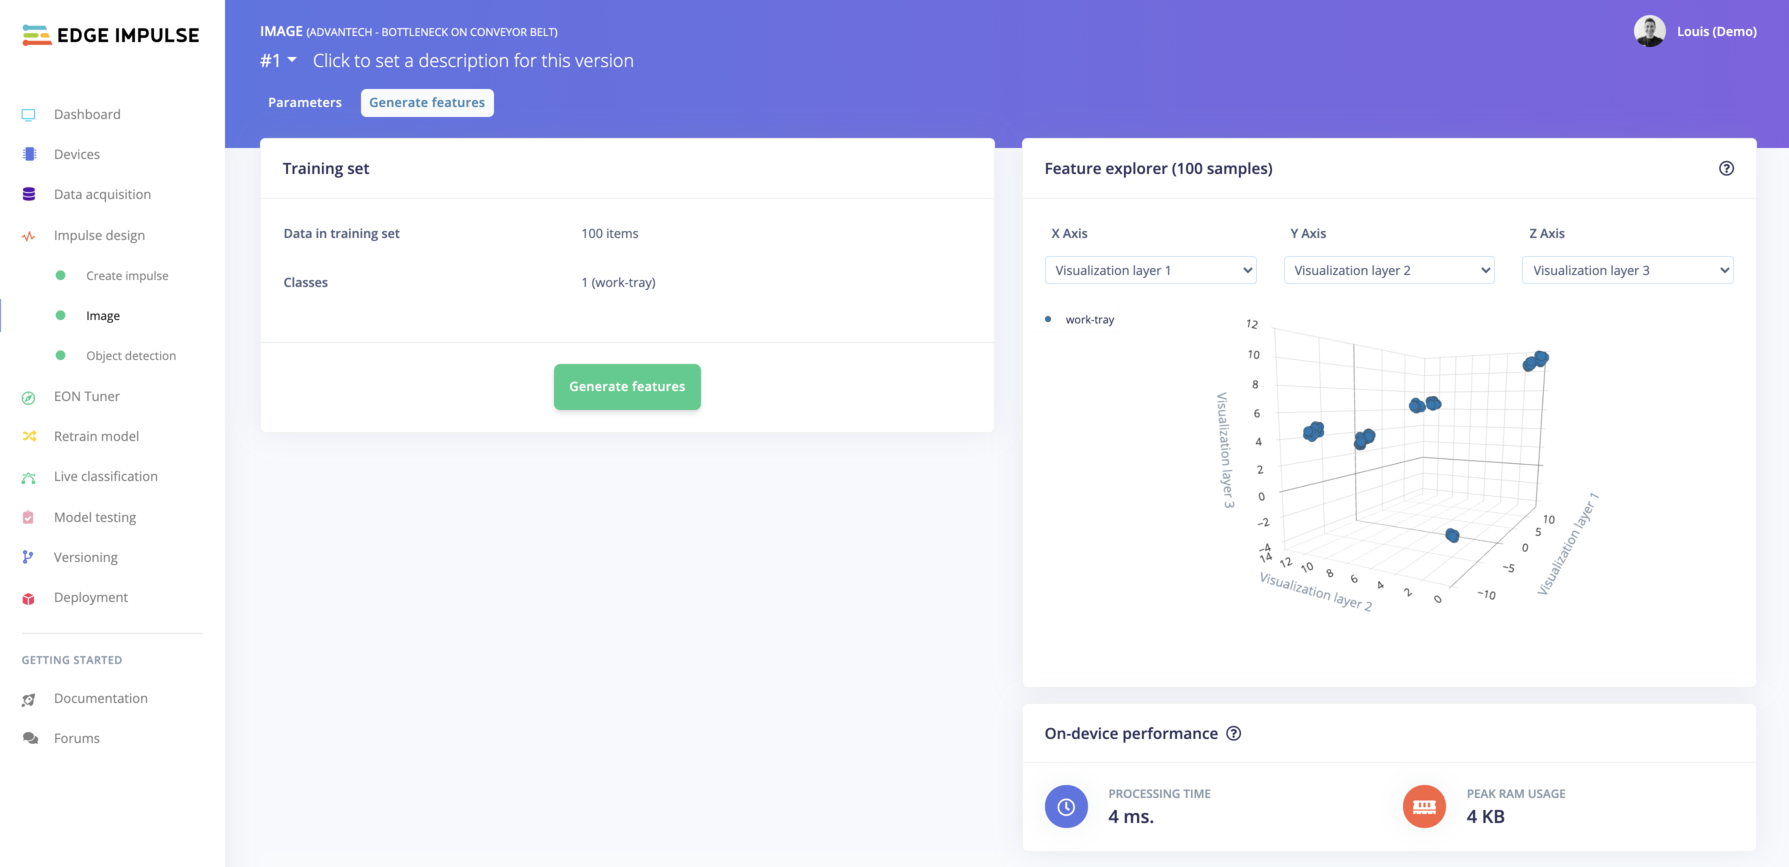 EDGE IMPULSE
Dashboard
Devices
Data acquisition
Impulse design
Create impulse
Image
Object detection
EON Tuner
Retrain model
Live classification
Model testing
Versioning
Deployment
GETTING STARTED
Documentation
Forums
IMAGE (ADVANTECH - BOTTLENECK ON CONVEYOR BELT)
#1 Click to set a description for this version
Louis (Demo)
Parameters Generate features
Training set
Data in training set 100 items
Classes 1 (work-tray)
Generate features
Feature explorer (100 samples)
X Axis Y Axis Z Axis
Visualization layer 1 Visualization layer 2 Visualization layer 3
work-tray
12
10
8
6
4
2
0
−2
−4
Visualization layer 3
14 12 10 8 6 4 2 0
Visualization layer 2
10
5
0
−5
−10
Visualization layer 1
On-device performance
PROCESSING TIME
4 ms.
PEAK RAM USAGE
4 KB